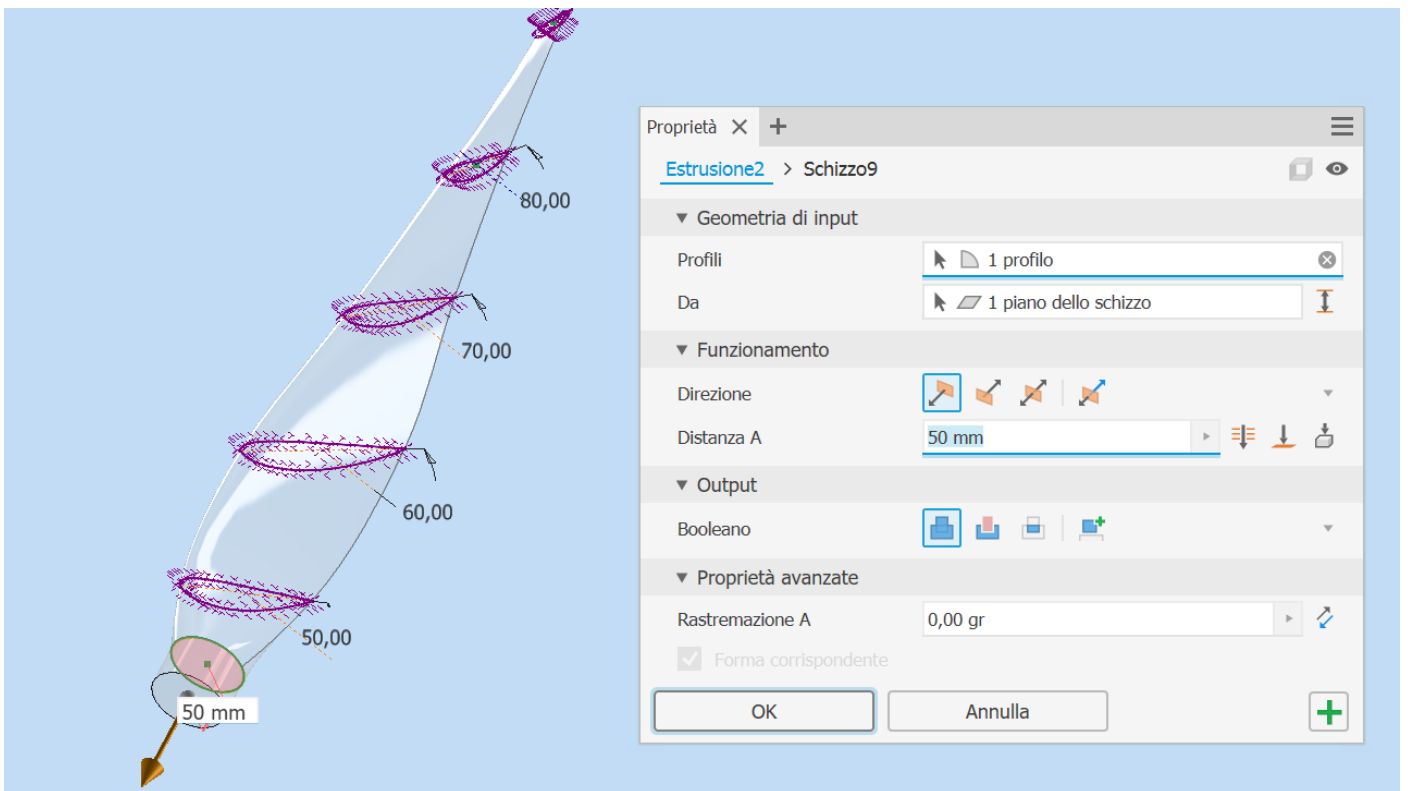 80,00
70,00
60,00
50,00
50 mm
Proprietà
Estrusione2 > Schizzo9
Geometria di input
Profili 1 profilo
Da 1 piano dello schizzo
Funzionamento
Direzione
Distanza A 50 mm
Output
Booleano
Proprietà avanzate
Rastremazione A 0,00 gr
Forma corrispondente
OK Annulla